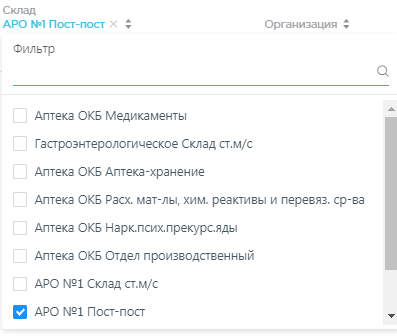 Склад
АРО №1 Пост-пост
Организация
Фильтр
Аптека ОКБ Медикаменты
Гастроэнтерологическое Склад ст.м/с
Аптека ОКБ Аптека-хранение
Аптека ОКБ Расх. мат-лы, хим. реактивы и перевяз. ср-ва
Аптека ОКБ Нарк.псих.прекурс.яды
Аптека ОКБ Отдел производственный
АРО №1 Склад ст.м/с
АРО №1 Пост-пост